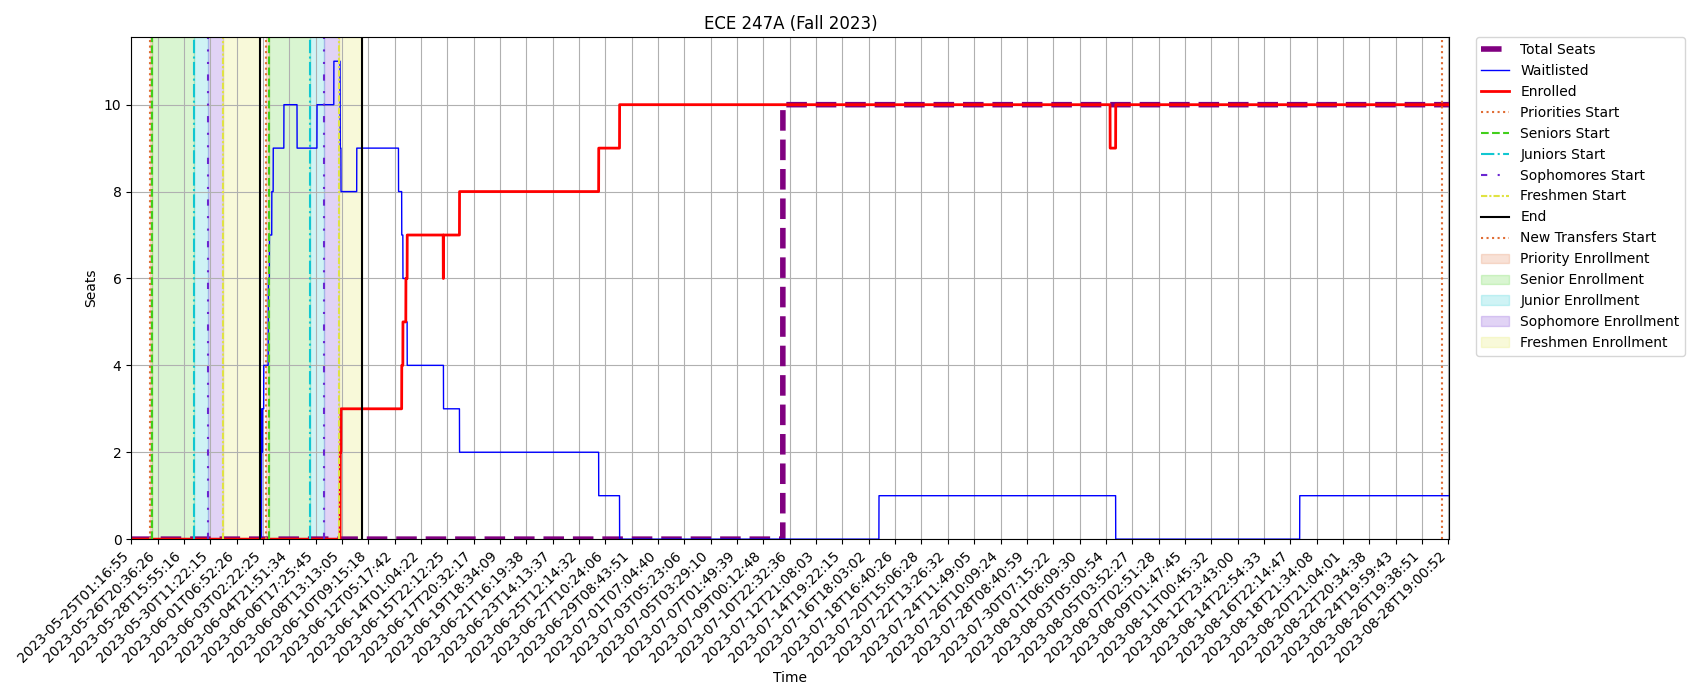 ECE 247A (Fall 2023)
Seats
10
8
6
4
2
0
2023-05-25T01:16:55
2023-05-26T20:36:26
2023-05-28T15:55:16
2023-05-30T11:22:15
2023-06-01T06:52:26
2023-06-03T02:22:25
2023-06-04T21:51:34
2023-06-06T17:25:45
2023-06-08T13:13:05
2023-06-10T09:15:18
2023-06-12T05:17:42
2023-06-14T01:04:22
2023-06-15T22:12:25
2023-06-17T20:32:17
2023-06-19T18:34:09
2023-06-21T16:19:38
2023-06-23T14:13:37
2023-06-25T12:14:32
2023-06-27T10:24:06
2023-06-29T08:43:51
2023-07-01T07:04:40
2023-07-03T05:23:06
2023-07-05T03:29:10
2023-07-07T01:49:39
2023-07-09T00:12:48
2023-07-10T22:32:36
2023-07-12T21:08:03
2023-07-14T19:22:15
2023-07-16T18:03:02
2023-07-18T16:40:26
2023-07-20T15:06:28
2023-07-22T13:26:32
2023-07-24T11:49:05
2023-07-26T10:09:24
2023-07-28T08:40:59
2023-07-30T07:15:22
2023-08-01T06:09:30
2023-08-03T05:00:54
2023-08-05T03:52:27
2023-08-07T02:51:28
2023-08-09T01:47:45
2023-08-11T00:45:32
2023-08-12T23:43:00
2023-08-14T22:54:33
2023-08-16T22:14:47
2023-08-18T21:34:08
2023-08-20T21:04:01
2023-08-22T20:34:38
2023-08-24T19:59:43
2023-08-26T19:38:51
2023-08-28T19:00:52
Time
Total Seats
Waitlisted
Enrolled
Priorities Start
Seniors Start
Juniors Start
Sophomores Start
Freshmen Start
End
New Transfers Start
Priority Enrollment
Senior Enrollment
Junior Enrollment
Sophomore Enrollment
Freshmen Enrollment